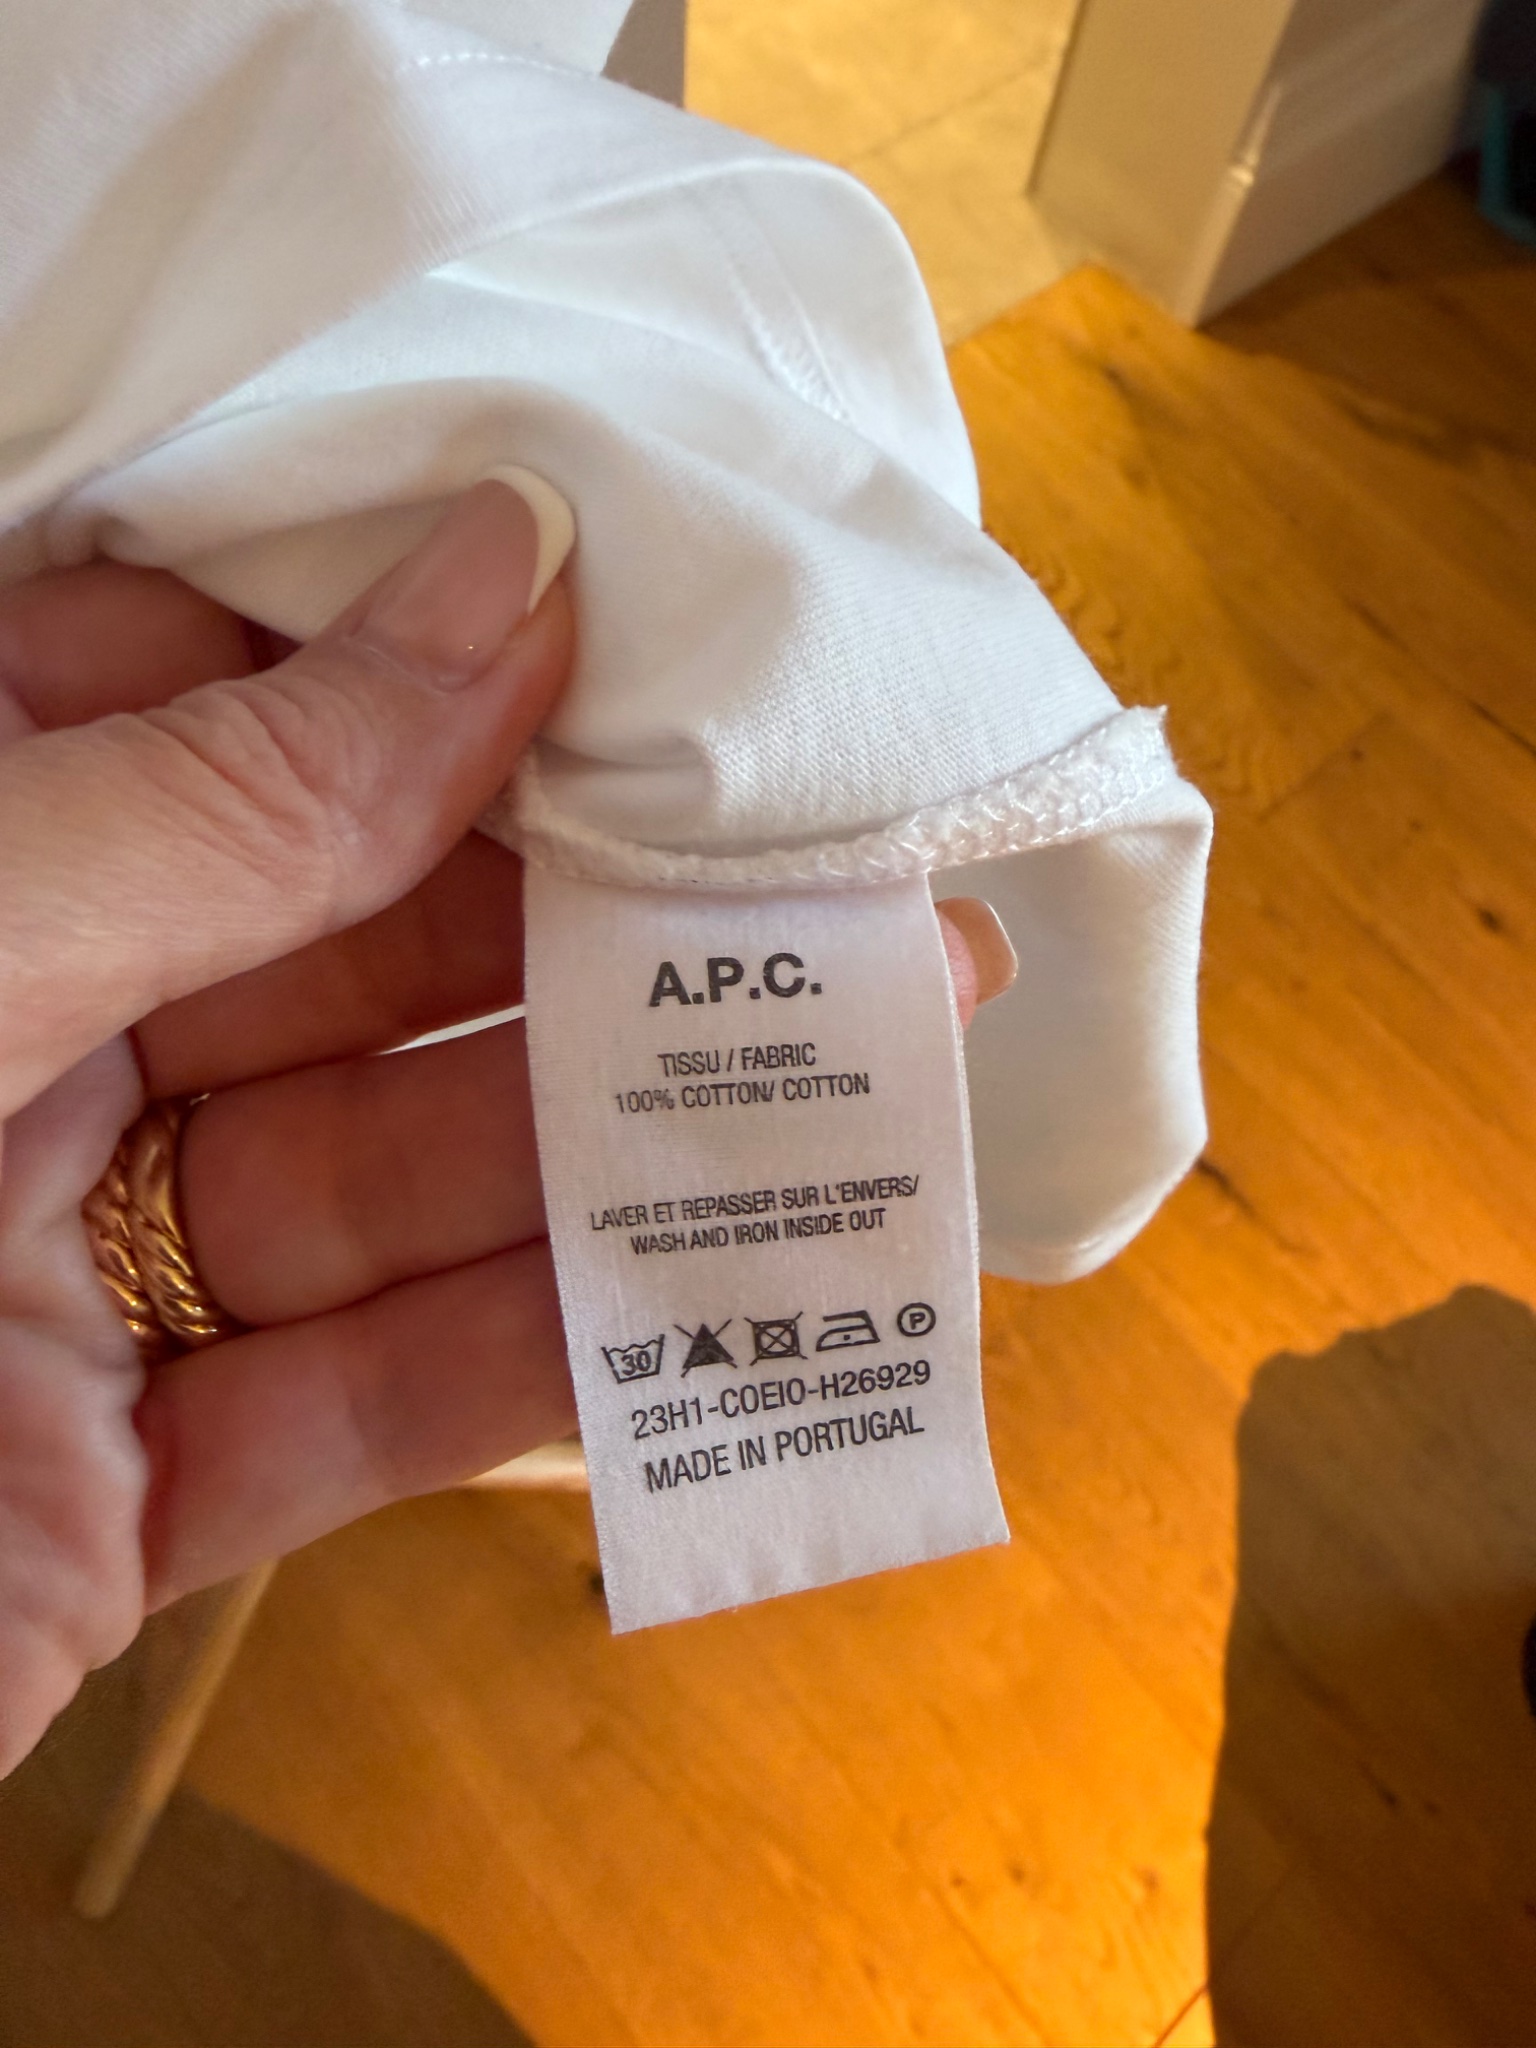 A.P.C.
TISSU / FABRIC
100% COTTON/ COTTON
LAVER ET REPASSER SUR L'ENVERS/
WASH AND IRON INSIDE OUT
30 P
23H1-COEIO-H26929
MADE IN PORTUGAL